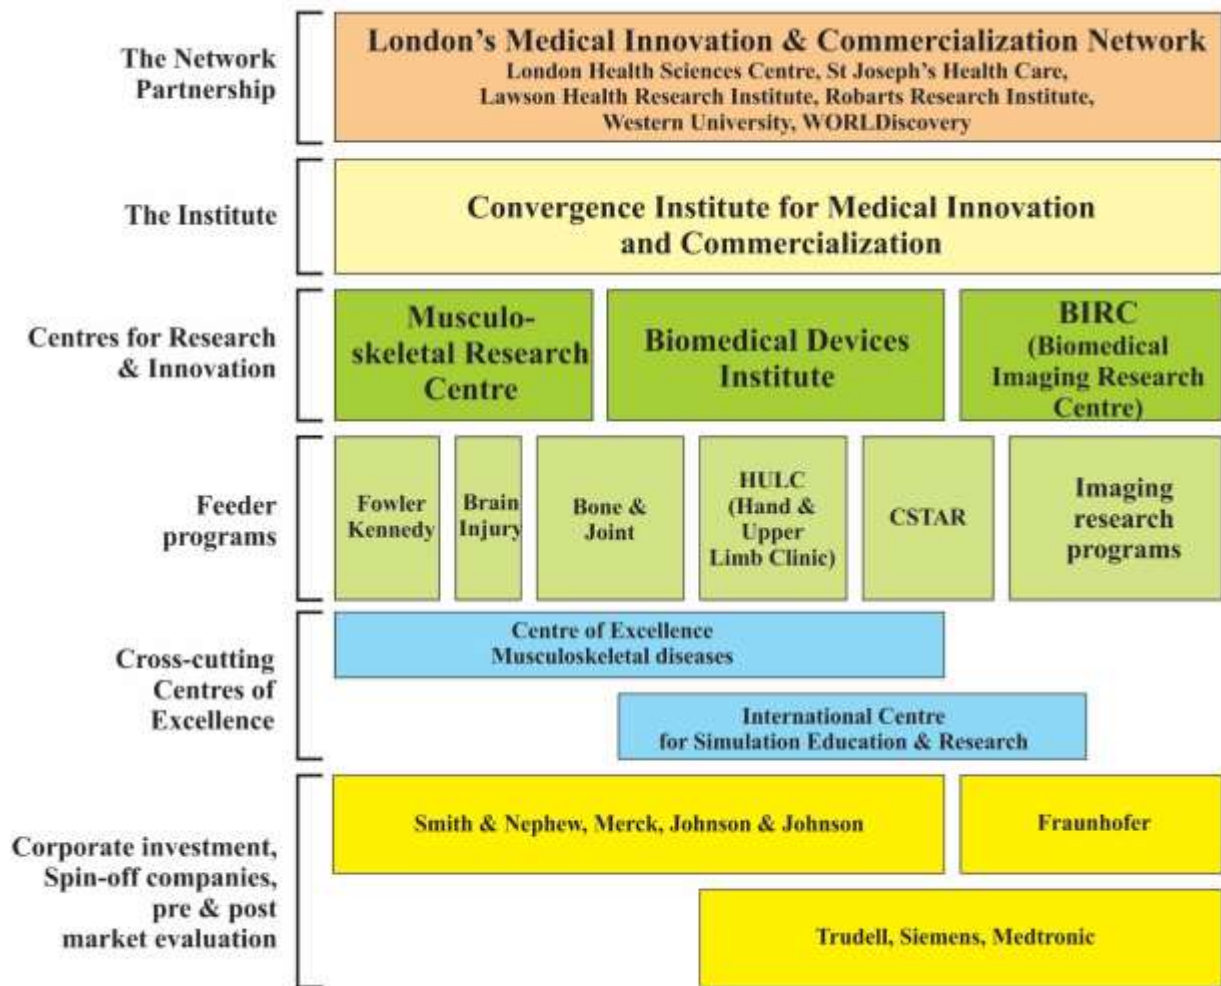 The Network
Partnership
London’s Medical Innovation & Commercialization Network
London Health Sciences Centre, St Joseph’s Health Care,
Lawson Health Research Institute, Robarts Research Institute,
Western University, WORLDiscovery
The Institute
Convergence Institute for Medical Innovation
and Commercialization
Centres for Research
& Innovation
Musculo-
skeletal Research
Centre
Biomedical Devices
Institute
BIRC
(Biomedical
Imaging Research
Centre)
Feeder
programs
Fowler
Kennedy
Brain
Injury
Bone &
Joint
HULC
(Hand &
Upper
Limb Clinic)
CSTAR
Imaging
research
programs
Cross-cutting
Centres of
Excellence
Centre of Excellence
Musculoskeletal diseases
International Centre
for Simulation Education & Research
Corporate investment,
Spin-off companies,
pre & post
market evaluation
Smith & Nephew, Merck, Johnson & Johnson
Fraunhofer
Trudell, Siemens, Medtronic